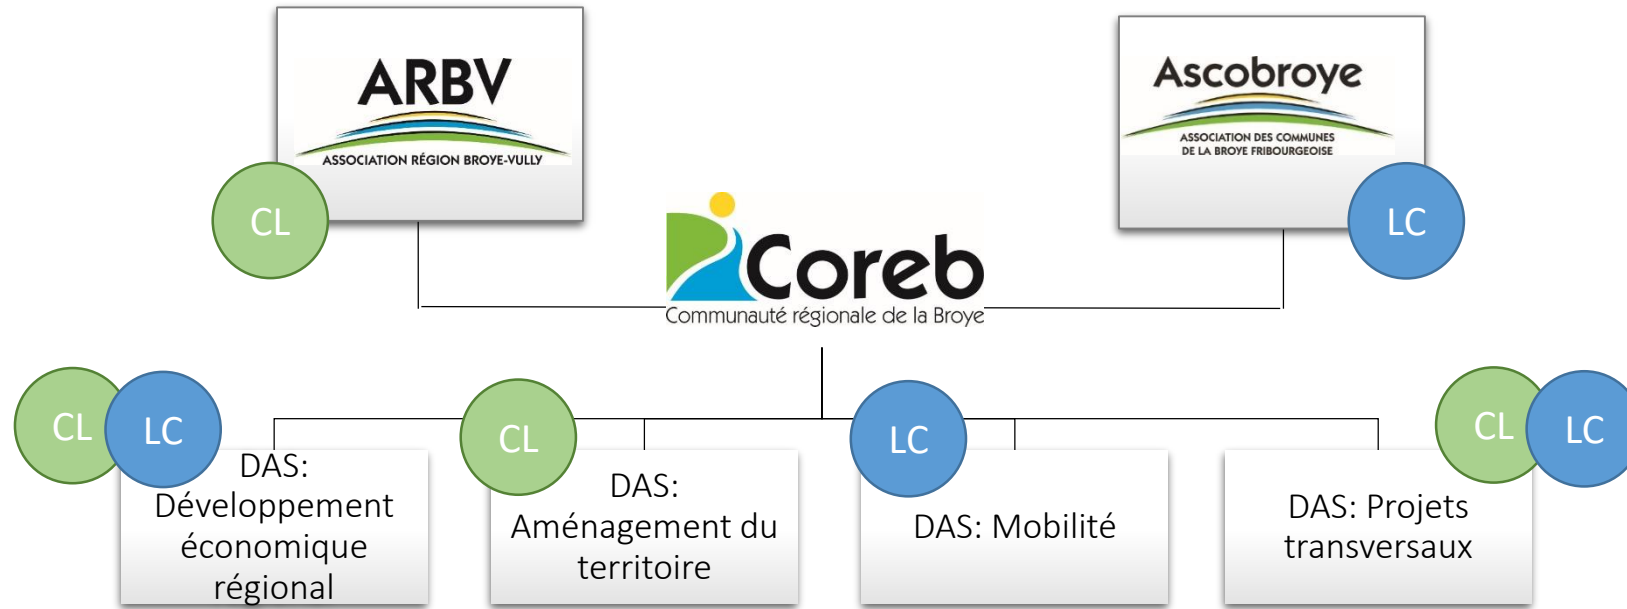 ARBV
ASSOCIATION RÉGION BROYE-VULLY
CL
Ascobroye
ASSOCIATION DES COMMUNES
DE LA BROYE FRIBOURGEOISE
LC
Coreb
Communauté régionale de la Broye
CL
LC
DAS:
Développement
économique
régional
CL
DAS:
Aménagement du
territoire
LC
DAS: Mobilité
CL
LC
DAS: Projets
transversaux